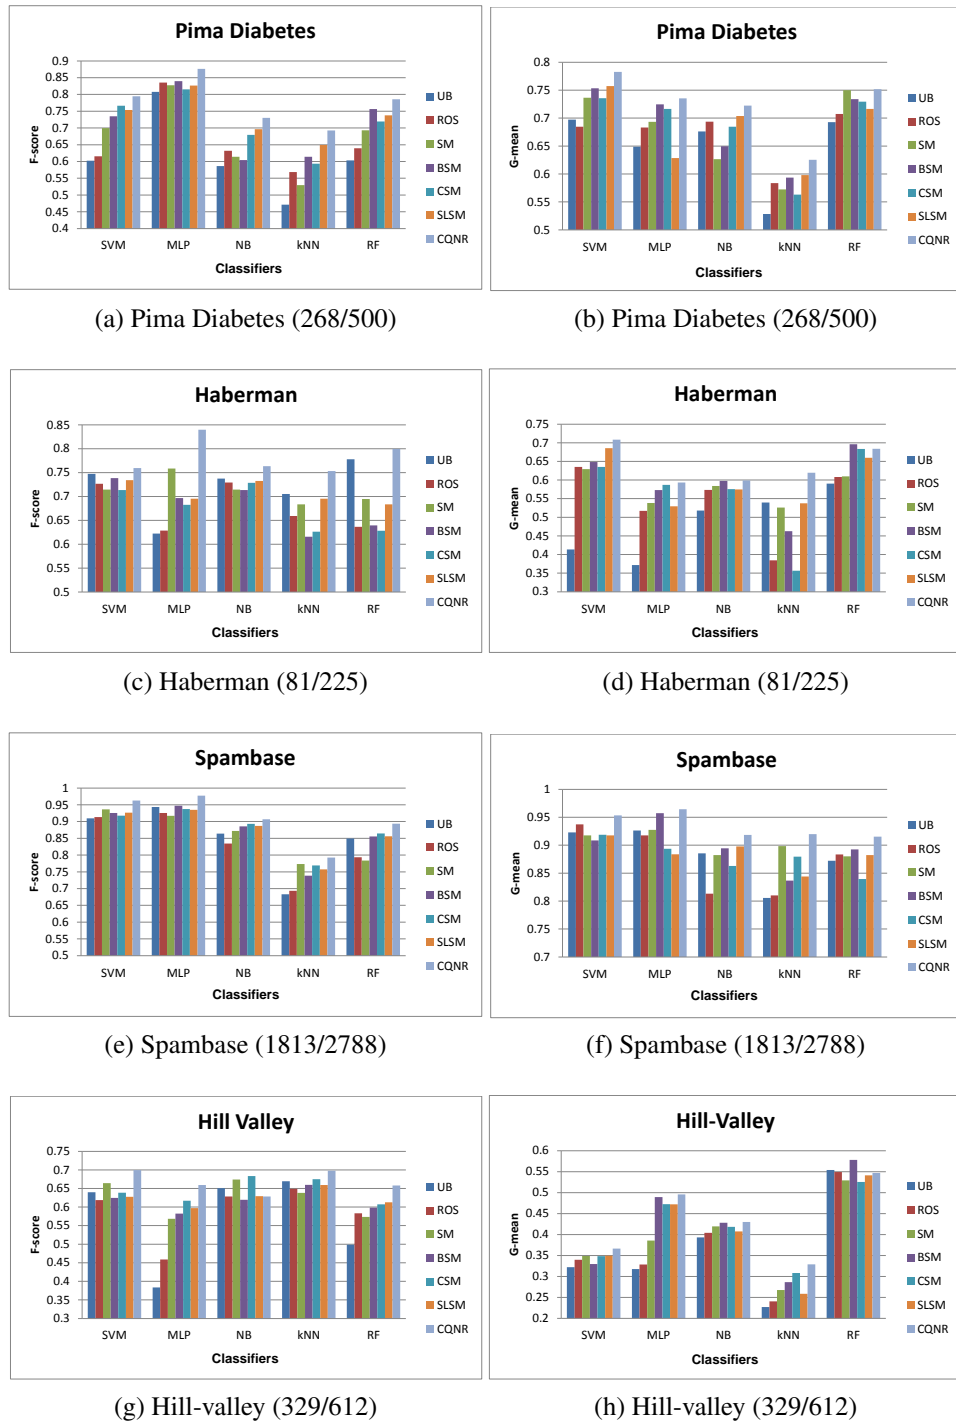 Pima Diabetes
F-score
0.9
0.85
0.8
0.75
0.7
0.65
0.6
0.55
0.5
0.45
0.4
SVM MLP NB kNN RF
Classifiers
UB
ROS
SM
BSM
CSM
SLSM
CQNR
(a) Pima Diabetes (268/500)
Pima Diabetes
G-mean
0.8
0.75
0.7
0.65
0.6
0.55
0.5
SVM MLP NB kNN RF
Classifiers
UB
ROS
SM
BSM
CSM
SLSM
CQNR
(b) Pima Diabetes (268/500)
Haberman
F-score
0.85
0.8
0.75
0.7
0.65
0.6
0.55
0.5
SVM MLP NB kNN RF
Classifiers
UB
ROS
SM
BSM
CSM
SLSM
CQNR
(c) Haberman (81/225)
Haberman
G-mean
0.75
0.7
0.65
0.6
0.55
0.5
0.45
0.4
0.35
0.3
SVM MLP NB kNN RF
Classifiers
UB
ROS
SM
BSM
CSM
SLSM
CQNR
(d) Haberman (81/225)
Spambase
F-score
1
0.95
0.9
0.85
0.8
0.75
0.7
0.65
0.6
0.55
0.5
SVM MLP NB kNN RF
Classifiers
UB
ROS
SM
BSM
CSM
SLSM
CQNR
(e) Spambase (1813/2788)
Spambase
G-mean
1
0.95
0.9
0.85
0.8
0.75
0.7
SVM MLP NB kNN RF
Classifiers
UB
ROS
SM
BSM
CSM
SLSM
CQNR
(f) Spambase (1813/2788)
Hill Valley
F-score
0.75
0.7
0.65
0.6
0.55
0.5
0.45
0.4
0.35
0.3
SVM MLP NB kNN RF
Classifiers
UB
ROS
SM
BSM
CSM
SLSM
CQNR
(g) Hill-valley (329/612)
Hill-Valley
G-mean
0.6
0.55
0.5
0.45
0.4
0.35
0.3
0.25
0.2
SVM MLP NB kNN RF
Classifiers
UB
ROS
SM
BSM
CSM
SLSM
CQNR
(h) Hill-valley (329/612)